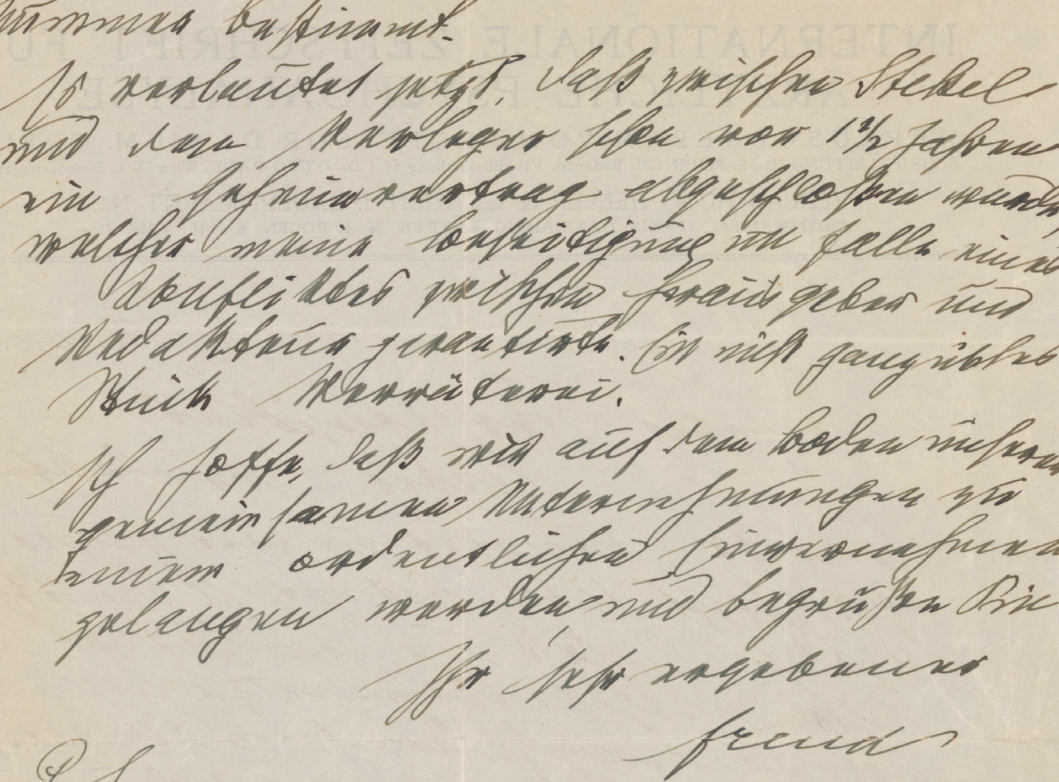 nummer bestimmt.
Es verlautet jetzt, daß zwischen Stekel
und dem Verleger schon vor 1½ Jahren
ein Geheimvertrag abgeschloßen wurde
welcher meine Beseitigung im Falle eines
Konfliktes zwischen Herausgeber und
Redakteur garantirte. Ein nicht ganz übles
Stück Verräterei.
Ich hoffe, daß wir auf dem Boden unserer
gemeinsamen Unternehmungen zu
einem ordentlichen Einvernehmen
gelangen werden, und begrüße Sie
Ihr sehr ergebener
Freud